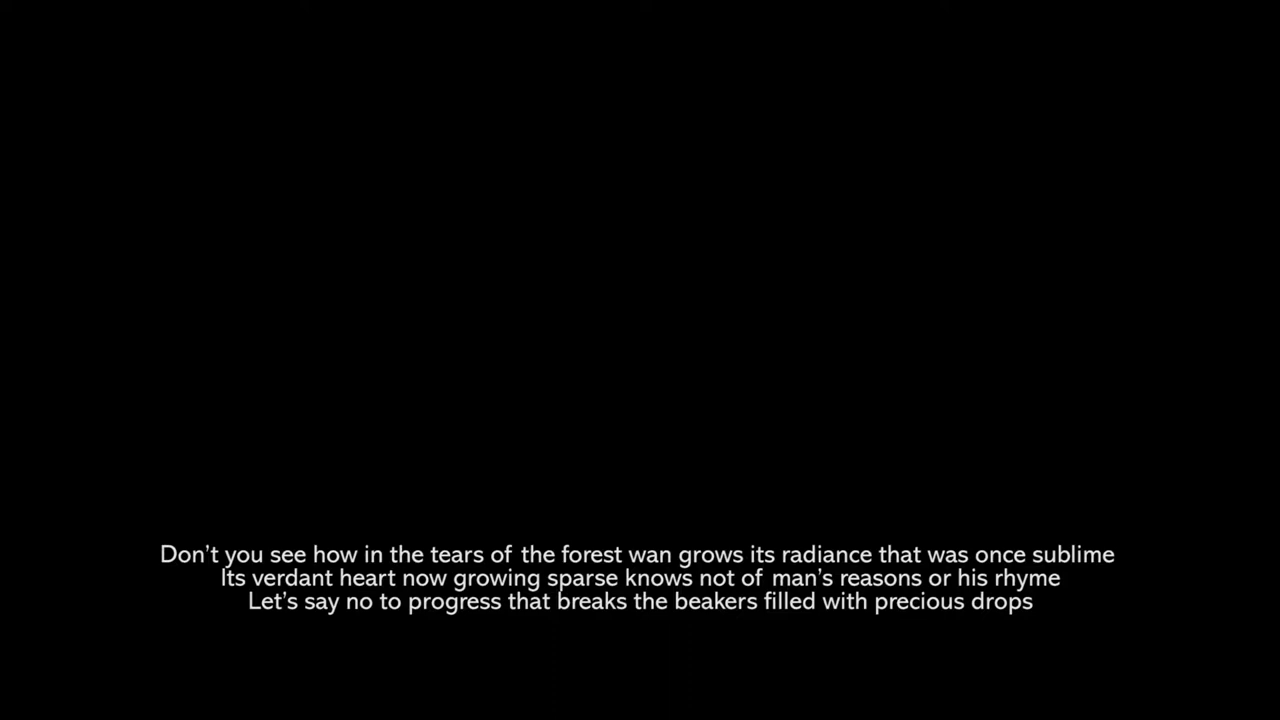 Don't you see how in the tears of the forest wan grows its radiance that was once sublime
Its verdant heart now growing sparse knows not of man's reasons or his rhyme
Let's say no to progress that breaks the beakers filled with precious drops